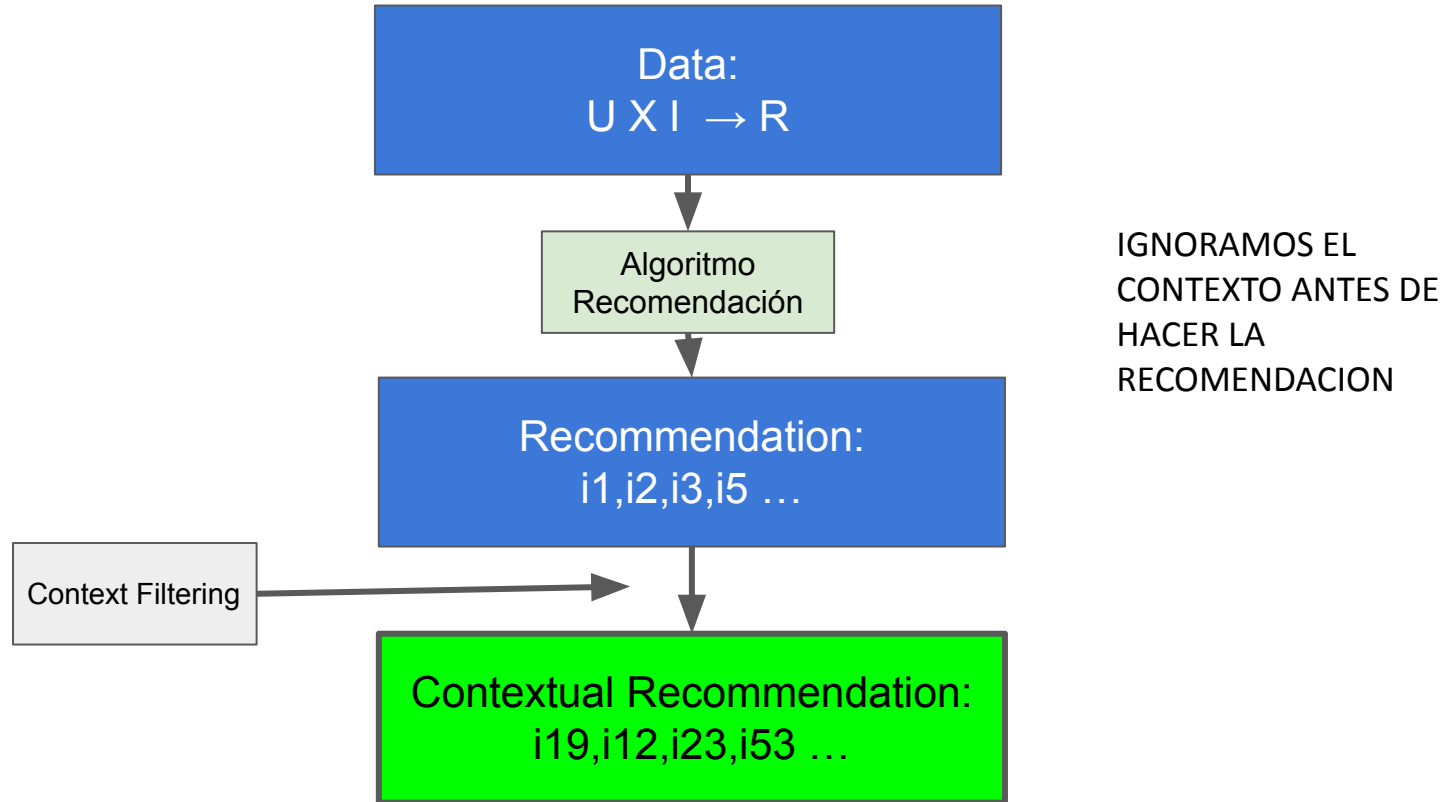 Data:
U X I → R
Algoritmo
Recomendación
IGNORAMOS EL
CONTEXTO ANTES DE
HACER LA
RECOMENDACION
Recommendation:
i1,i2,i3,i5 …
Context Filtering
Contextual Recommendation:
i19,i12,i23,i53 …